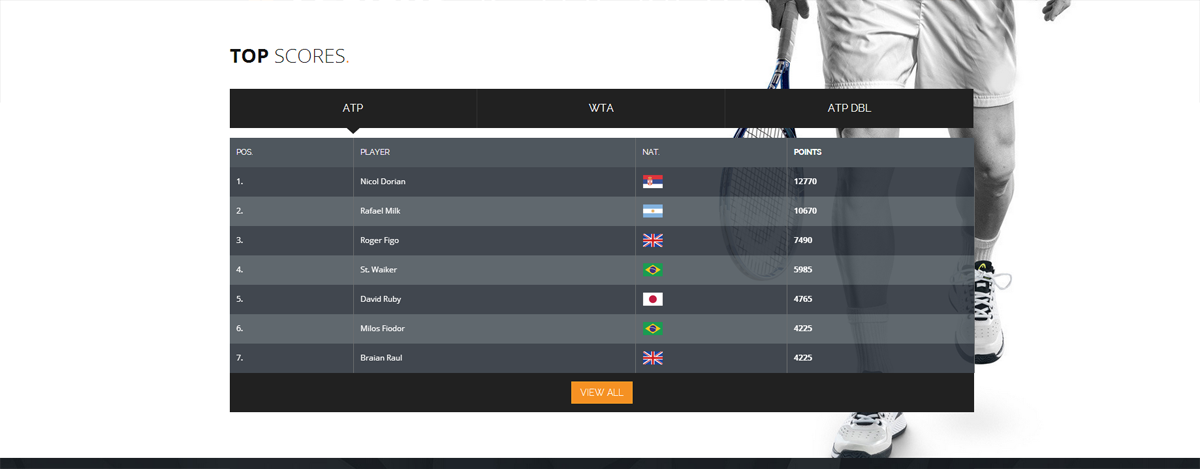 TOP SCORES.
ATP WTA ATP DBL
POS. PLAYER NAT. POINTS
1. Nicol Dorian 12770
2. Rafael Milk 10670
3. Roger Figo 7490
4. St. Waiker 5985
5. David Ruby 4765
6. Milos Fiodor 4225
7. Braian Raul 4225
VIEW ALL